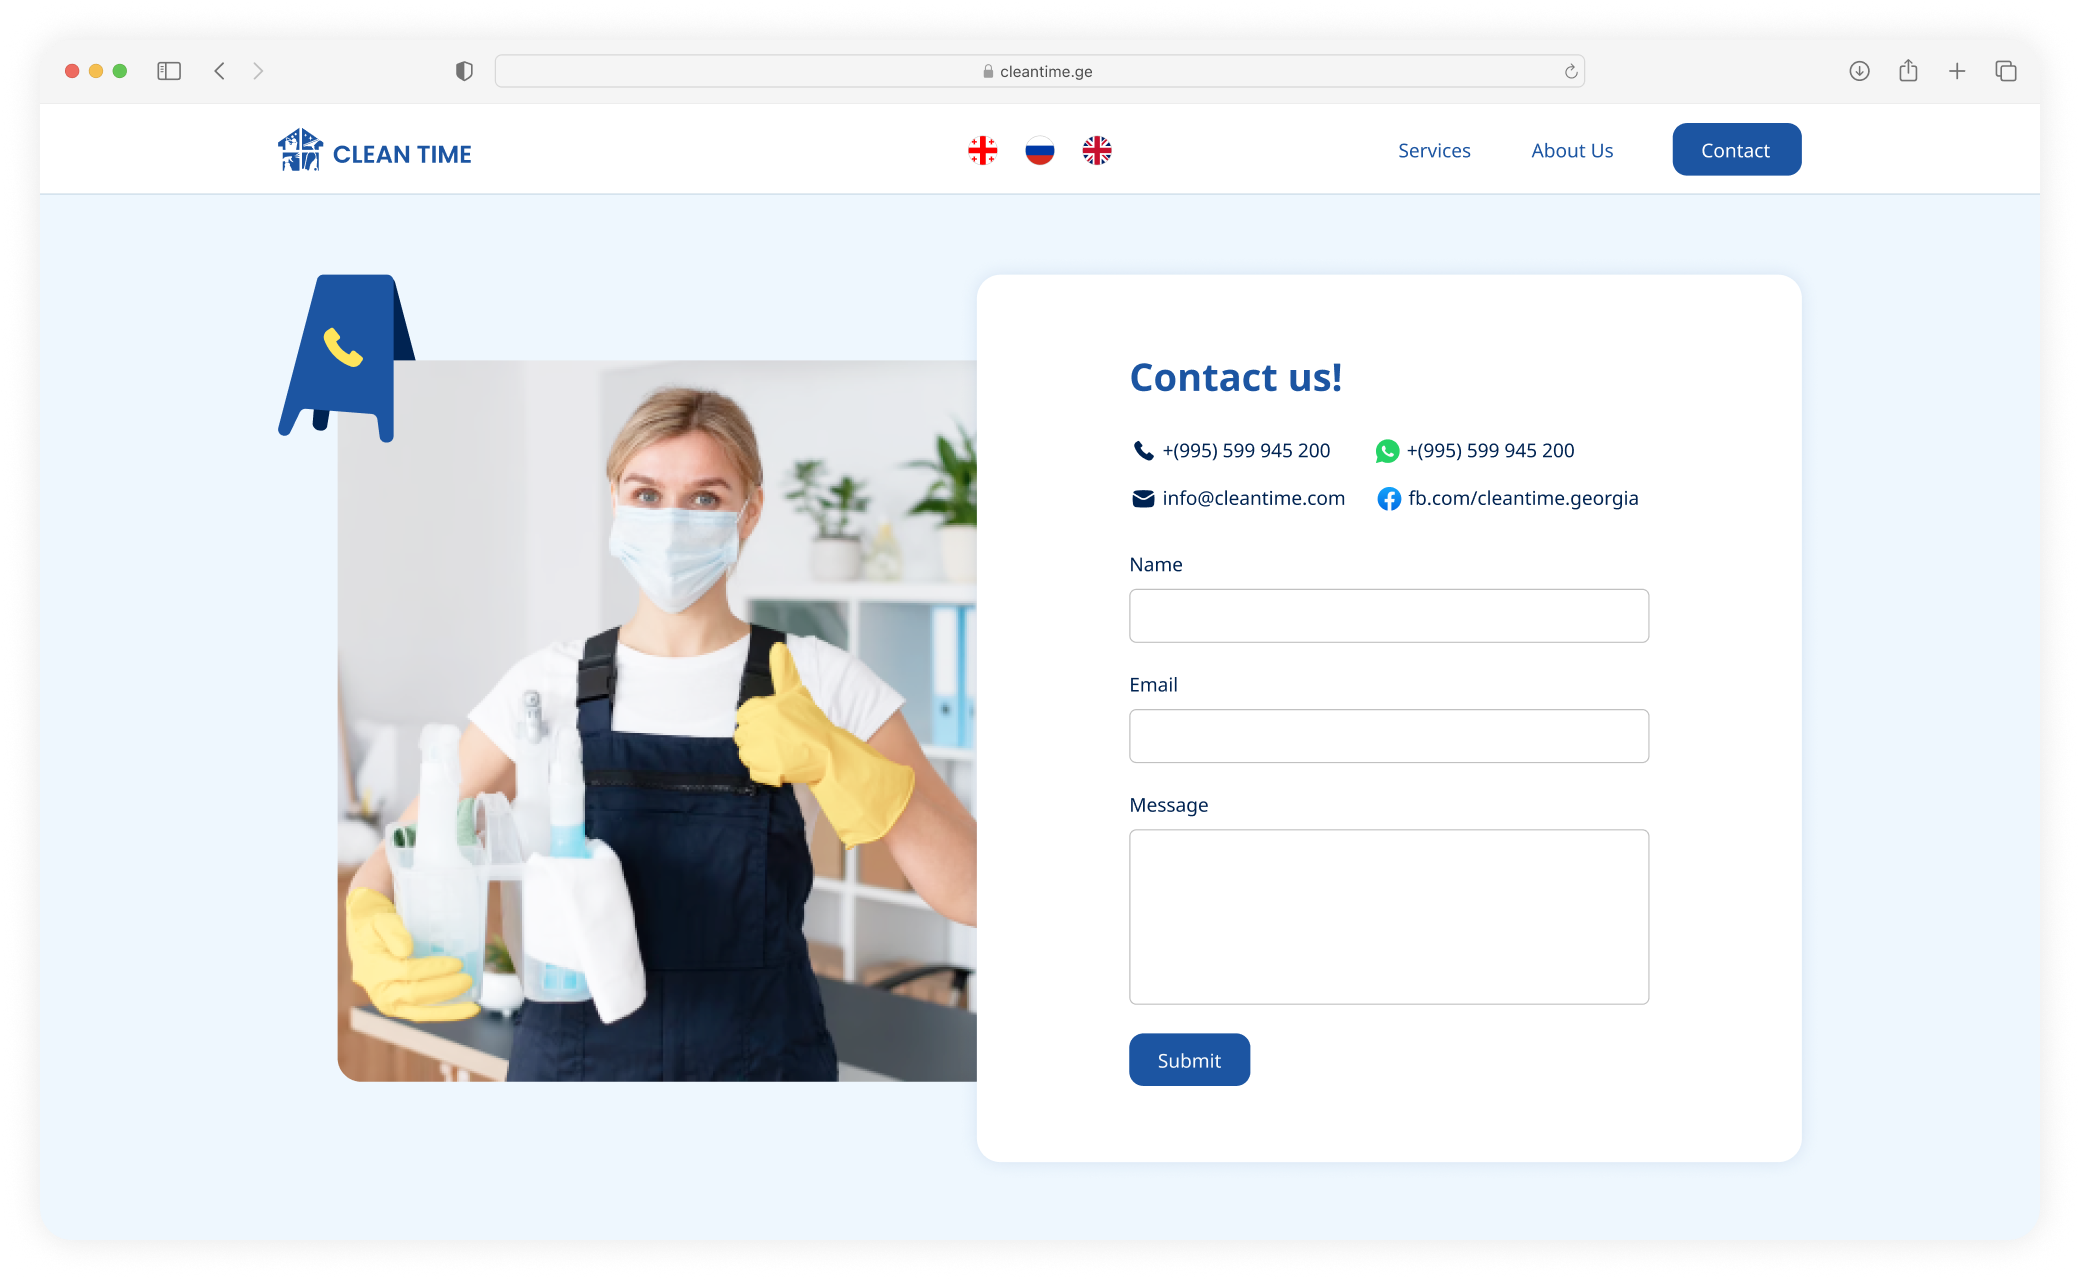 cleantime.ge
CLEAN TIME
Services
About Us
Contact
Contact us!
+(995) 599 945 200
+(995) 599 945 200
info@cleantime.com
fb.com/cleantime.georgia
Name
Email
Message
Submit